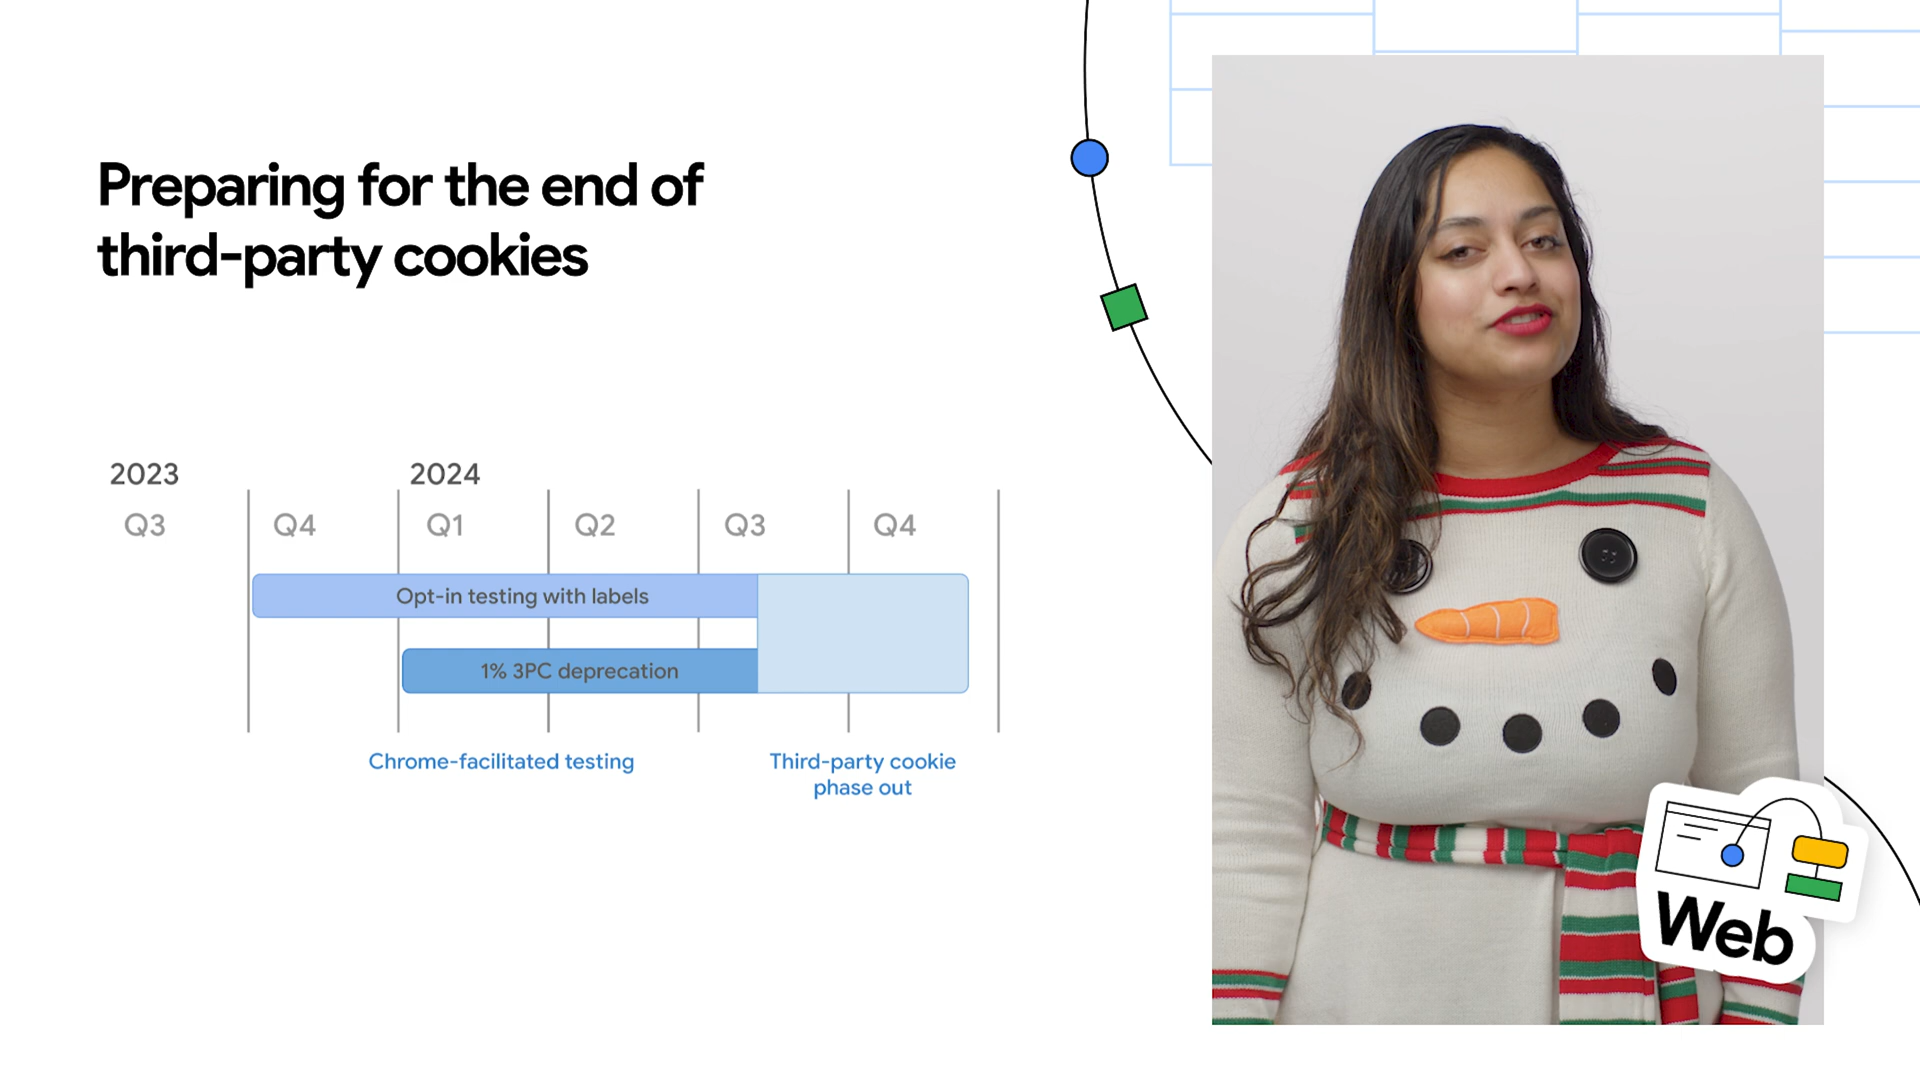 Preparing for the end of
third-party cookies
2023
2024
Q3
Q4
Q1
Q2
Q3
Q4
Opt-in testing with labels
1% 3PC deprecation
Chrome-facilitated testing
Third-party cookie
phase out
Web